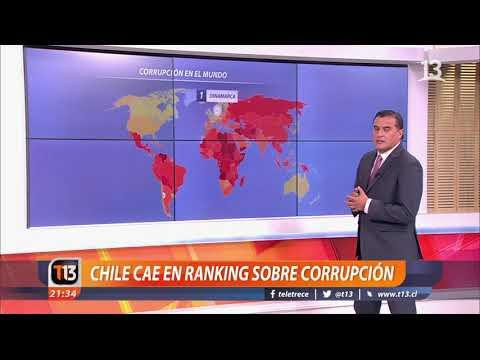 13
CORRUPCIÓN EN EL MUNDO
1 DINAMARCA
T13
CHILE CAE EN RANKING SOBRE CORRUPCIÓN
21:34
teletrece
@t13
www.t13.cl